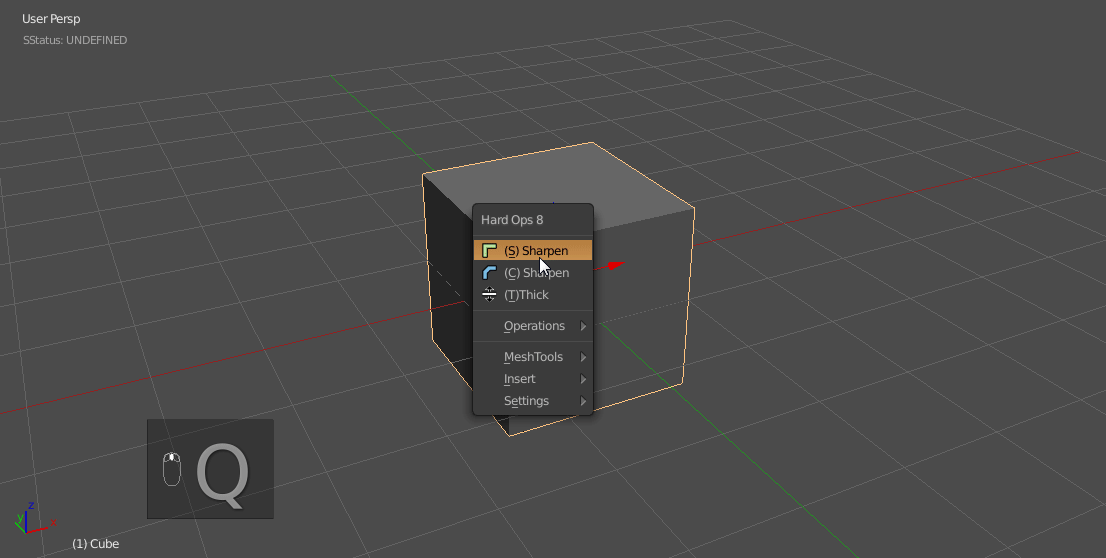 User Persp
SStatus: UNDEFINED
Hard Ops 8
(S) Sharpen
(C) Sharpen
(T)Thick
Operations
MeshTools
Insert
Settings
Q
z
y
x
(1) Cube